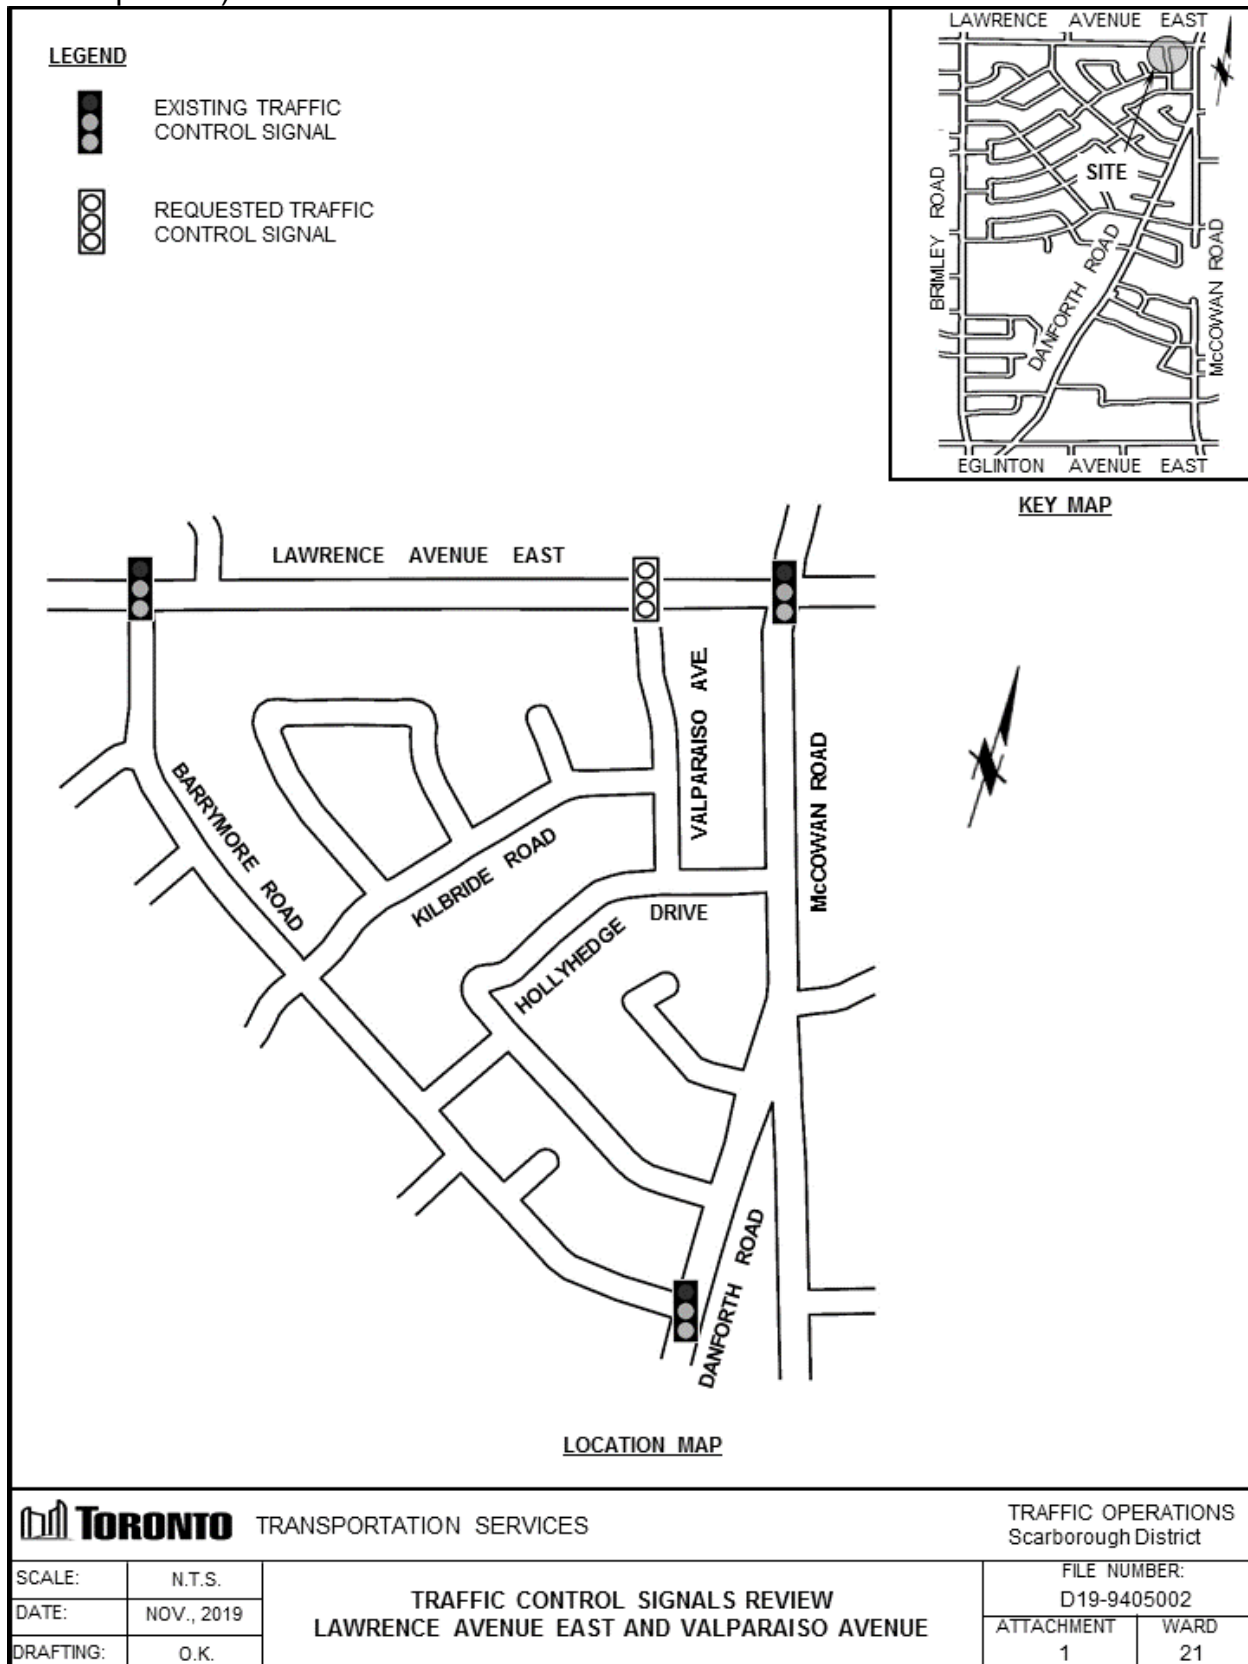 LEGEND
EXISTING TRAFFIC
CONTROL SIGNAL
REQUESTED TRAFFIC
CONTROL SIGNAL
LAWRENCE AVENUE EAST
SITE
BRIMLEY ROAD
DANFORTH ROAD
McCOWAN ROAD
EGLINTON AVENUE EAST
KEY MAP
LAWRENCE AVENUE EAST
VALPARAISO AVE.
McCOWAN ROAD
BARRYMORE ROAD
KILBRIDE ROAD
HOLLYHEDGE DRIVE
DANFORTH ROAD
LOCATION MAP
TORONTO TRANSPORTATION SERVICES
TRAFFIC OPERATIONS
Scarborough District
SCALE: N.T.S.
DATE: NOV., 2019
DRAFTING: O.K.
TRAFFIC CONTROL SIGNALS REVIEW
LAWRENCE AVENUE EAST AND VALPARAISO AVENUE
FILE NUMBER:
D19-9405002
ATTACHMENT WARD
1 21